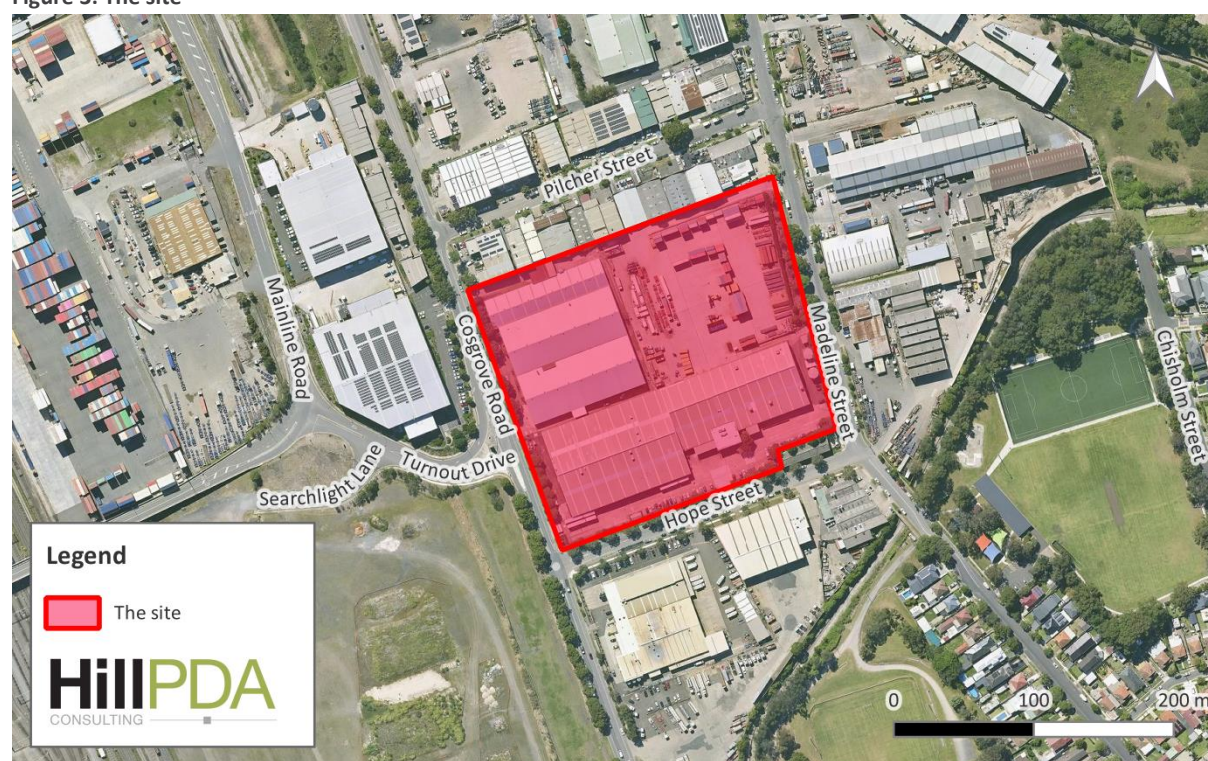 Figure 3: The site
Pilcher Street
Mainline Road
Cosgrove Road
Madeline Street
Chisholm Street
Turnout Drive
Searchlight Lane
Hope Street
Legend
The site
HillPDA
CONSULTING
0 100 200 m